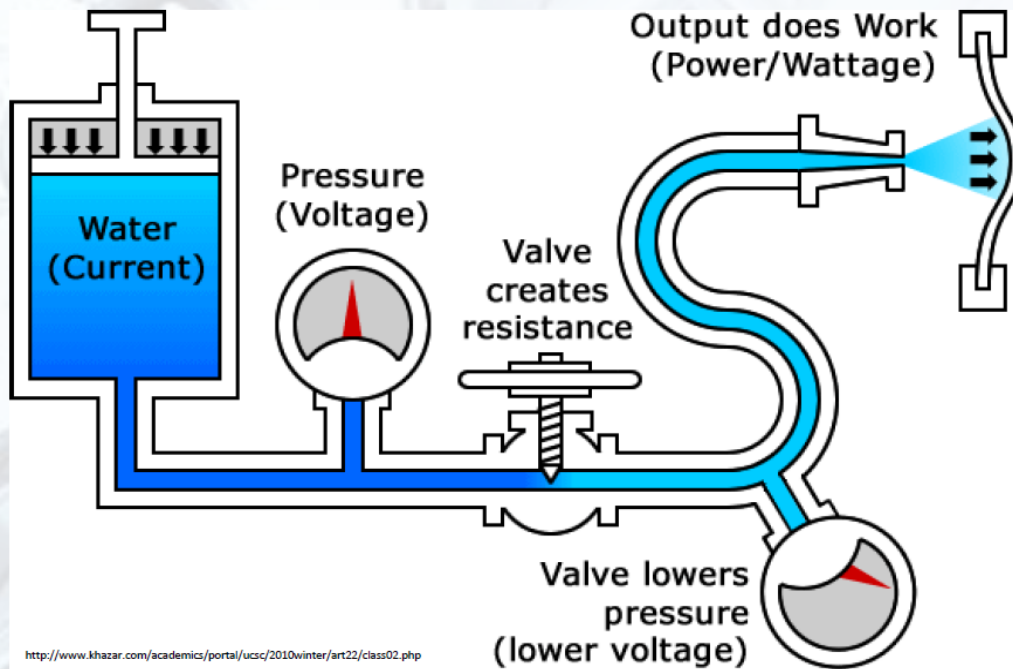 Output does Work
(Power/Wattage)
Pressure
(Voltage)
Water
(Current)
Valve
creates
resistance
Valve lowers
pressure
(lower voltage)
http://www.khazar.com/academics/portal/ucsc/2010winter/art22/class02.php